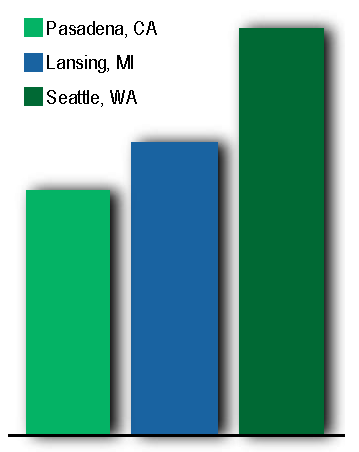 Pasadena, CA
Lansing, MI
Seattle, WA